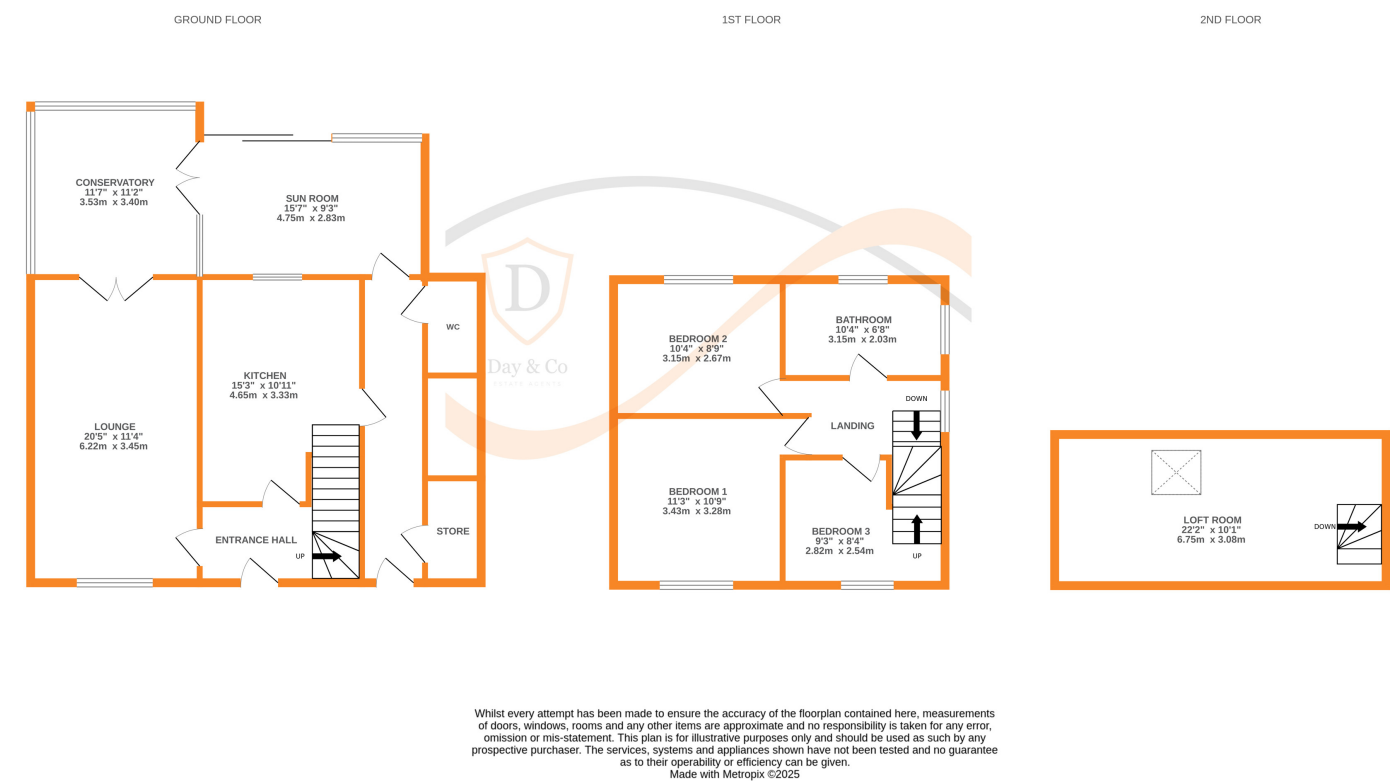 GROUND FLOOR
1ST FLOOR
2ND FLOOR
CONSERVATORY
11'7" x 11'2"
3.53m x 3.40m
SUN ROOM
15'7" x 9'3"
4.75m x 2.83m
WC
KITCHEN
15'3" x 10'11"
4.65m x 3.33m
LOUNGE
20'5" x 11'4"
6.22m x 3.45m
ENTRANCE HALL
UP
STORE
D
Day & Co
ESTATE AGENTS
BEDROOM 2
10'4" x 8'9"
3.15m x 2.67m
BATHROOM
10'4" x 6'8"
3.15m x 2.03m
DOWN
LANDING
BEDROOM 1
11'3" x 10'9"
3.43m x 3.28m
BEDROOM 3
9'3" x 8'4"
2.82m x 2.54m
UP
LOFT ROOM
22'2" x 10'1"
6.75m x 3.08m
DOWN
Whilst every attempt has been made to ensure the accuracy of the floorplan contained here, measurements
of doors, windows, rooms and any other items are approximate and no responsibility is taken for any error,
omission or mis-statement. This plan is for illustrative purposes only and should be used as such by any
prospective purchaser. The services, systems and appliances shown have not been tested and no guarantee
as to their operability or efficiency can be given.
Made with Metropix ©2025